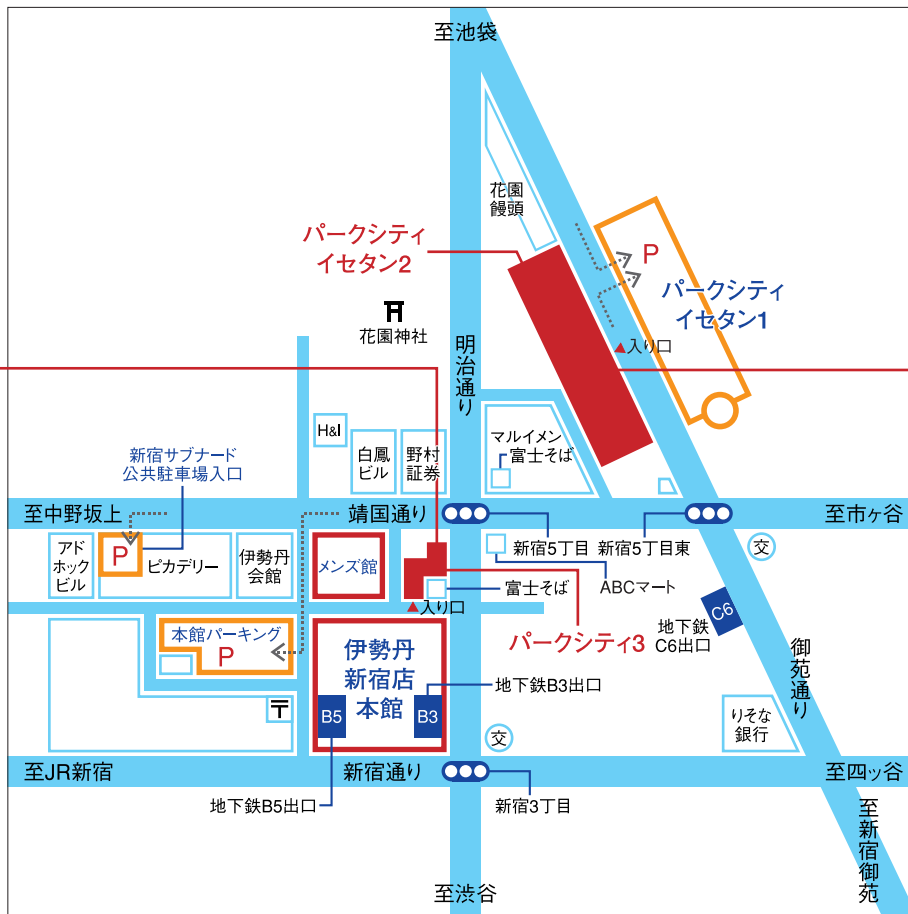 至池袋
花園
饅頭
パークシティ
イセタン2
P
パークシティ
イセタン1
花園神社
明治通り
入り口
H&I
白鳳
ビル
野村
証券
マルイメン
富士そば
新宿サブナード
公共駐車場入口
至中野坂上
靖国通り
至市ヶ谷
新宿5丁目
新宿5丁目東
交
アド
ホック
ビル
P
ピカデリー
伊勢丹
会館
メンズ館
富士そば
ABCマート
入り口
C6
地下鉄
C6出口
パークシティ3
本館パーキング
P
伊勢丹
新宿店
本館
御苑通り
地下鉄B3出口
〒
B5
B3
交
りそな
銀行
至JR新宿
新宿通り
至四ッ谷
地下鉄B5出口
新宿3丁目
至新宿御苑
至渋谷